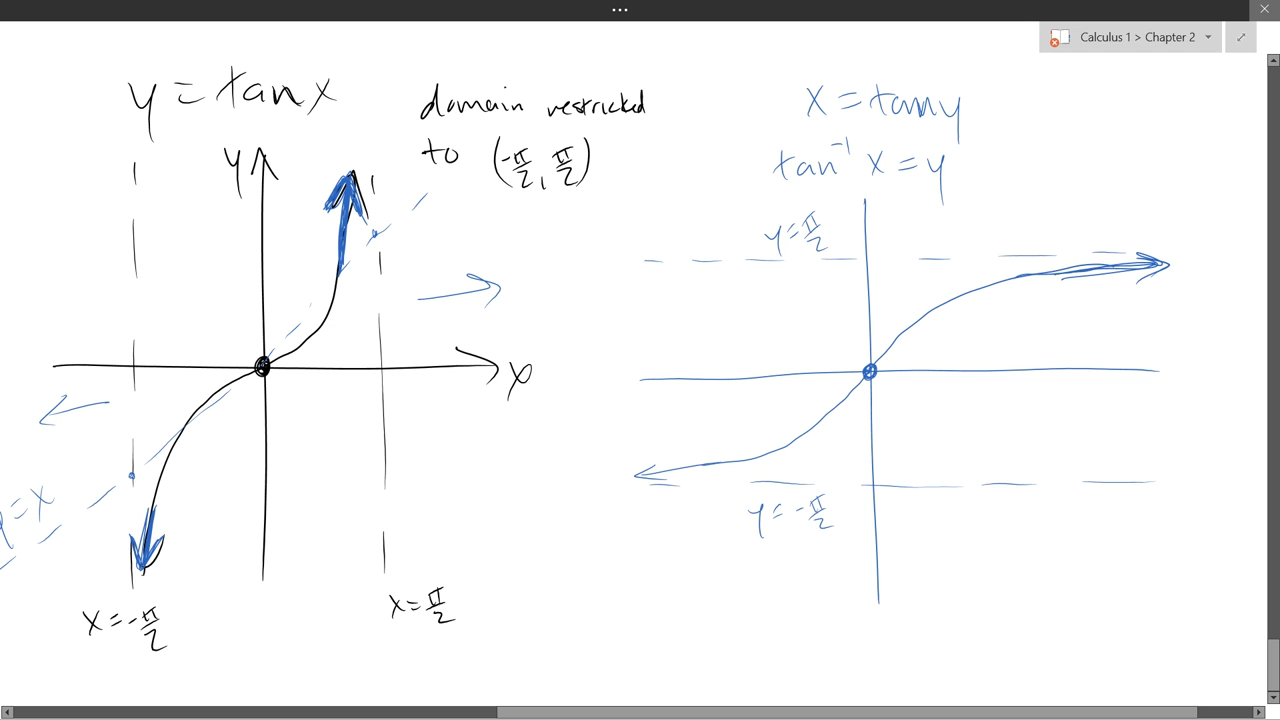 Calculus 1 > Chapter 2
y = tan x
domain restricted
to (-π/2, π/2)
y
x
y = x
x = -π/2
x = π/2
x = tan y
tan⁻¹ x = y
y = π/2
y = -π/2